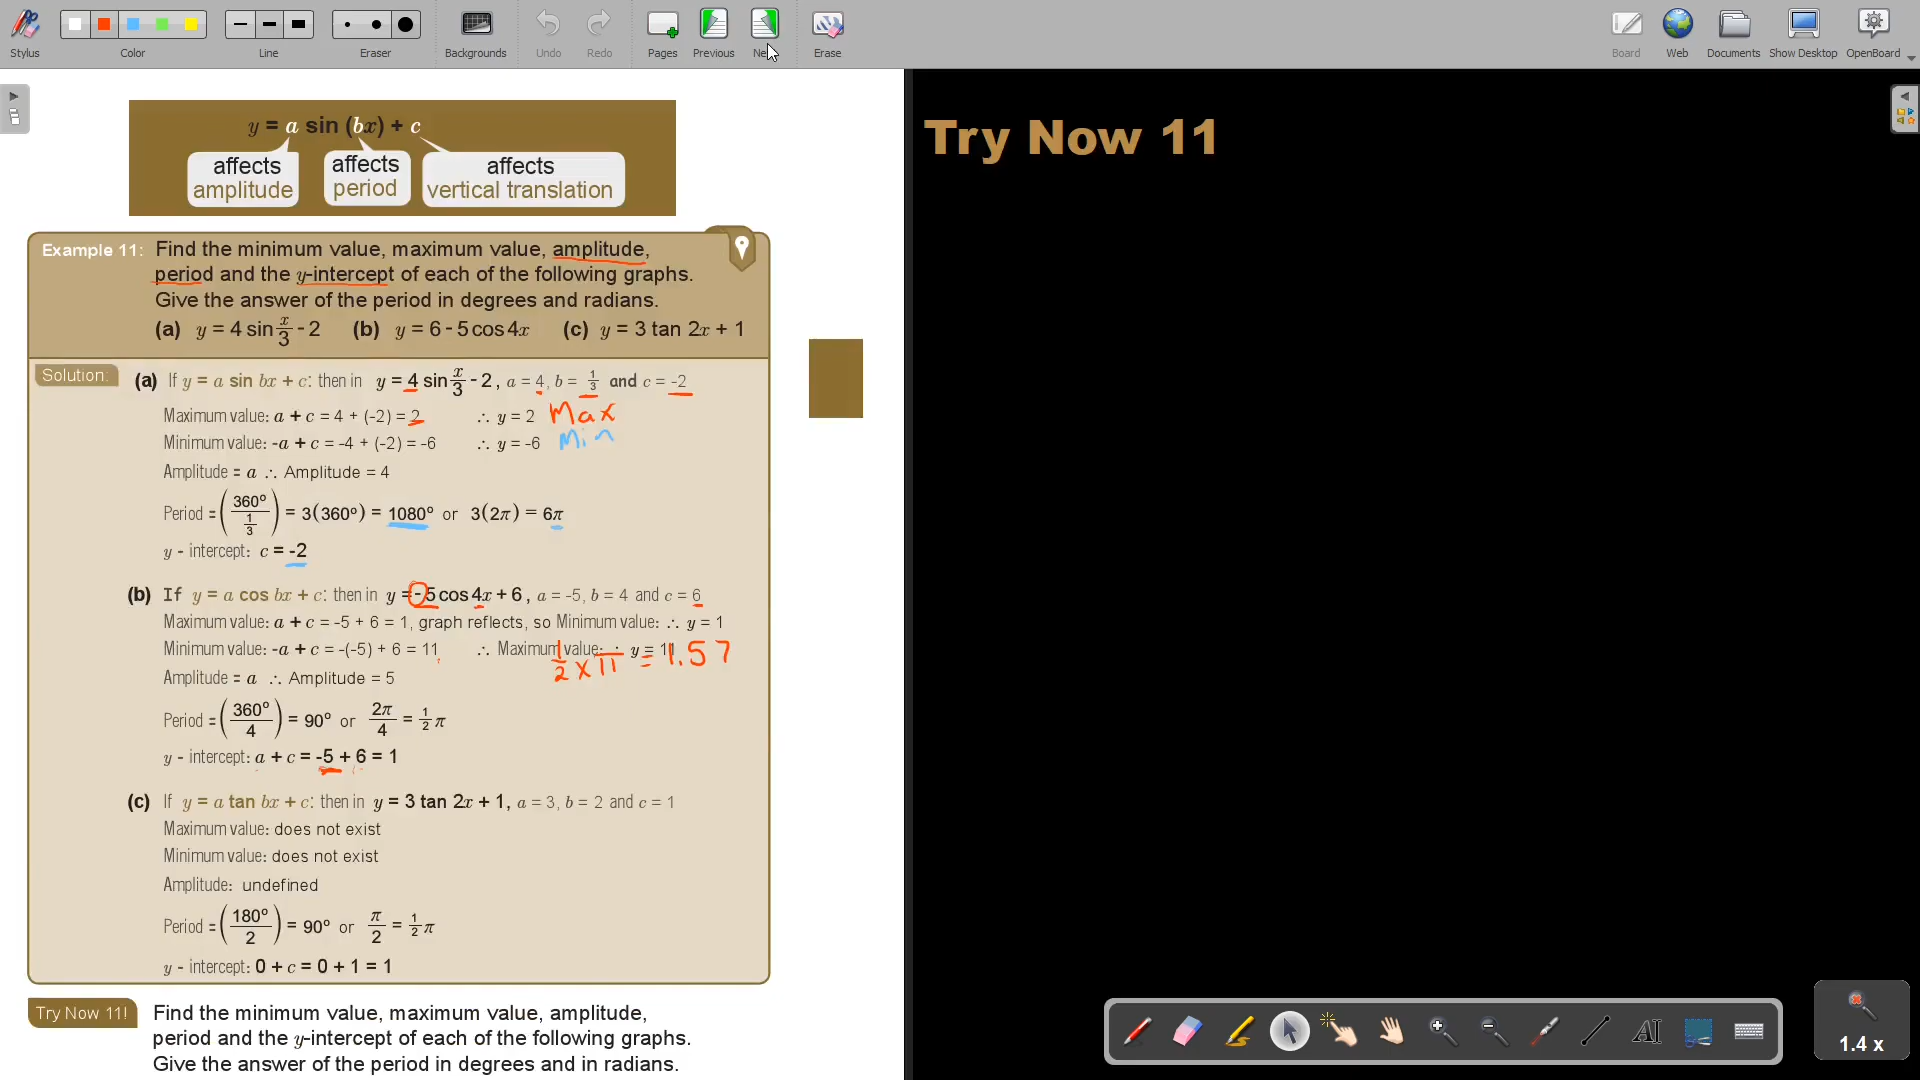 Stylus
Color
Line
Eraser
Backgrounds
Undo
Redo
Pages
Previous
Erase
Board
Web
Documents
Show Desktop
OpenBoard
y = a sin (bx) + c
affects amplitude
affects period
affects vertical translation
Example 11: Find the minimum value, maximum value, amplitude,
period and the y-intercept of each of the following graphs.
Give the answer of the period in degrees and radians.
(a) y = 4 sin x/3 - 2 (b) y = 6 - 5 cos 4x (c) y = 3 tan 2x + 1
Solution:
(a) If y = a sin bx + c: then in y = 4 sin x/3 - 2, a = 4, b = 1/3 and c = -2
Maximum value: a + c = 4 + (-2) = 2 ∴ y = 2 Max
Minimum value: -a + c = -4 + (-2) = -6 ∴ y = -6 Min
Amplitude = a ∴ Amplitude = 4
Period = (360°/(1/3)) = 3(360°) = 1080° or 3(2π) = 6π
y - intercept: c = -2
(b) If y = a cos bx + c: then in y = -5 cos 4x + 6, a = -5, b = 4 and c = 6
Maximum value: a + c = -5 + 6 = 1, graph reflects, so Minimum value: ∴ y = 1
Minimum value: -a + c = -(-5) + 6 = 11 ∴ Maximum value: ∴ y = 11
1/2 × π = 1.57
Amplitude = a ∴ Amplitude = 5
Period = (360°/4) = 90° or 2π/4 = 1/2 π
y - intercept: a + c = -5 + 6 = 1
(c) If y = a tan bx + c: then in y = 3 tan 2x + 1, a = 3, b = 2 and c = 1
Maximum value: does not exist
Minimum value: does not exist
Amplitude: undefined
Period = (180°/2) = 90° or π/2 = 1/2 π
y - intercept: 0 + c = 0 + 1 = 1
Try Now 11! Find the minimum value, maximum value, amplitude,
period and the y-intercept of each of the following graphs.
Give the answer of the period in degrees and in radians.
Try Now 11
AI
1.4 x